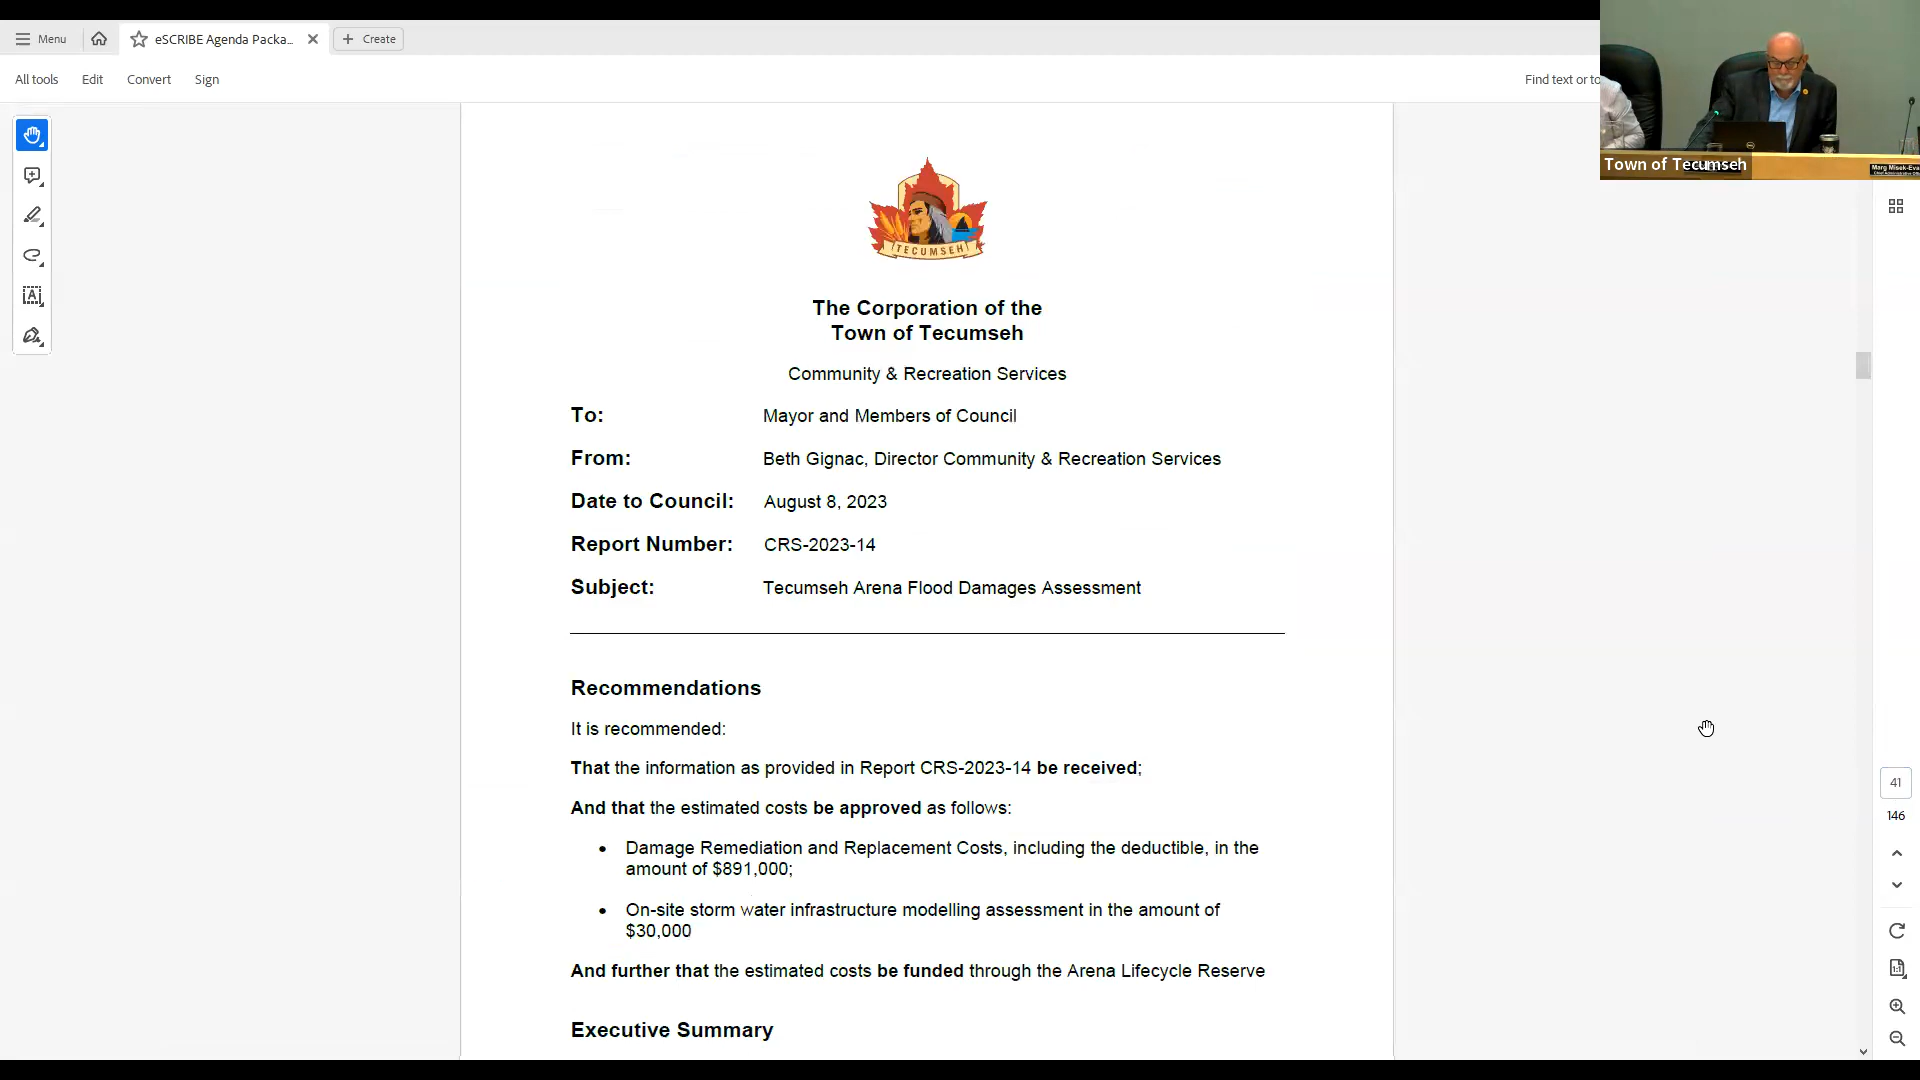 Menu
eSCRIBE Agenda Packa...
Create
All tools
Edit
Convert
Sign
Find text or to
Town of Tecumseh
Marg Misek-Eva
TECUMSEH
The Corporation of the
Town of Tecumseh
Community & Recreation Services
To: Mayor and Members of Council
From: Beth Gignac, Director Community & Recreation Services
Date to Council: August 8, 2023
Report Number: CRS-2023-14
Subject: Tecumseh Arena Flood Damages Assessment
Recommendations
It is recommended:
That the information as provided in Report CRS-2023-14 be received;
And that the estimated costs be approved as follows:
• Damage Remediation and Replacement Costs, including the deductible, in the
amount of $891,000;
• On-site storm water infrastructure modelling assessment in the amount of
$30,000
And further that the estimated costs be funded through the Arena Lifecycle Reserve
Executive Summary
41
146